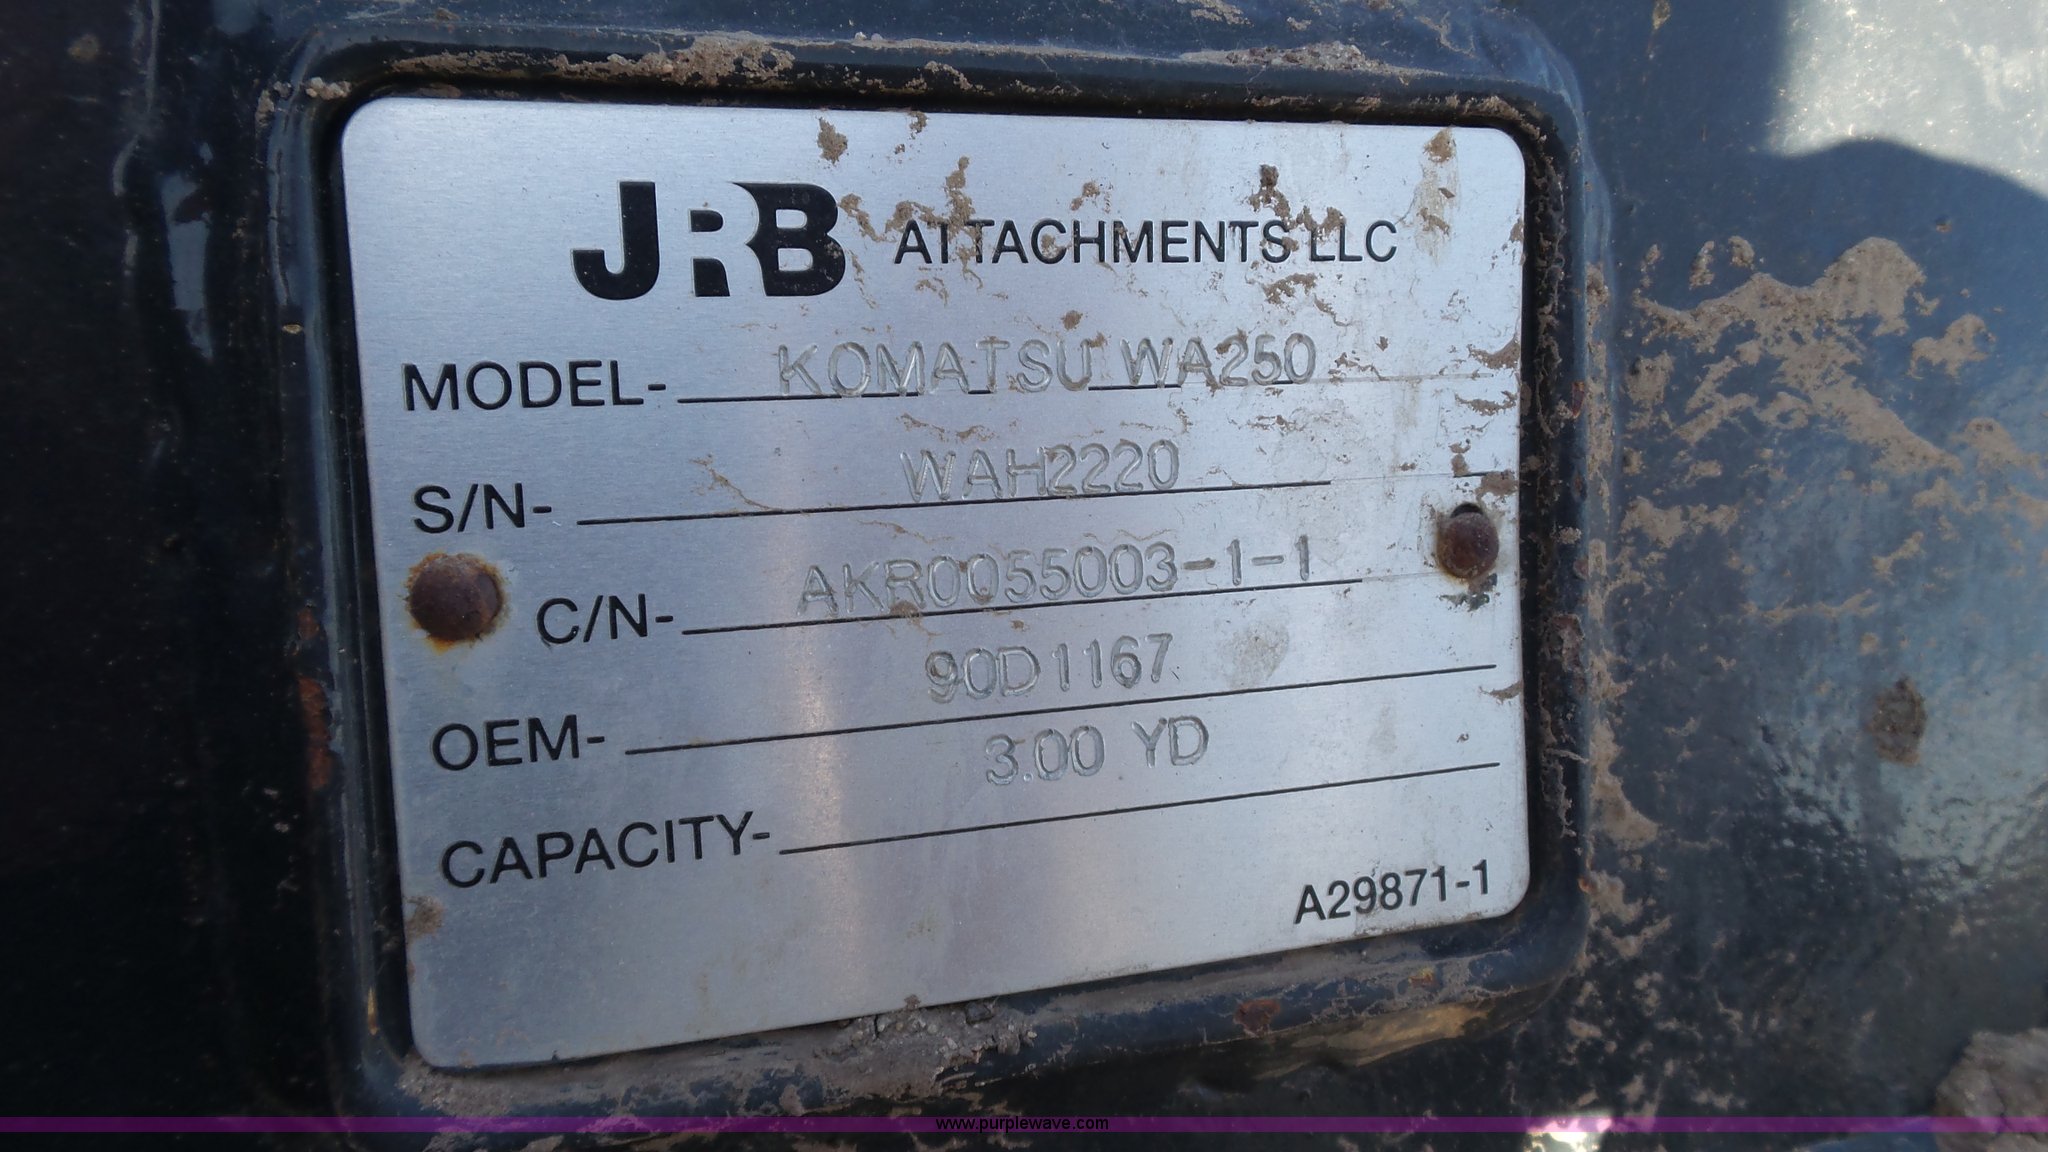 JRB ATTACHMENTS LLC
MODEL- KOMATSU WA250
S/N- WAH2220
C/N- AKR0055003-1-1
OEM- 90D1167
CAPACITY- 3.00 YD
A29871-1
www.purplewave.com